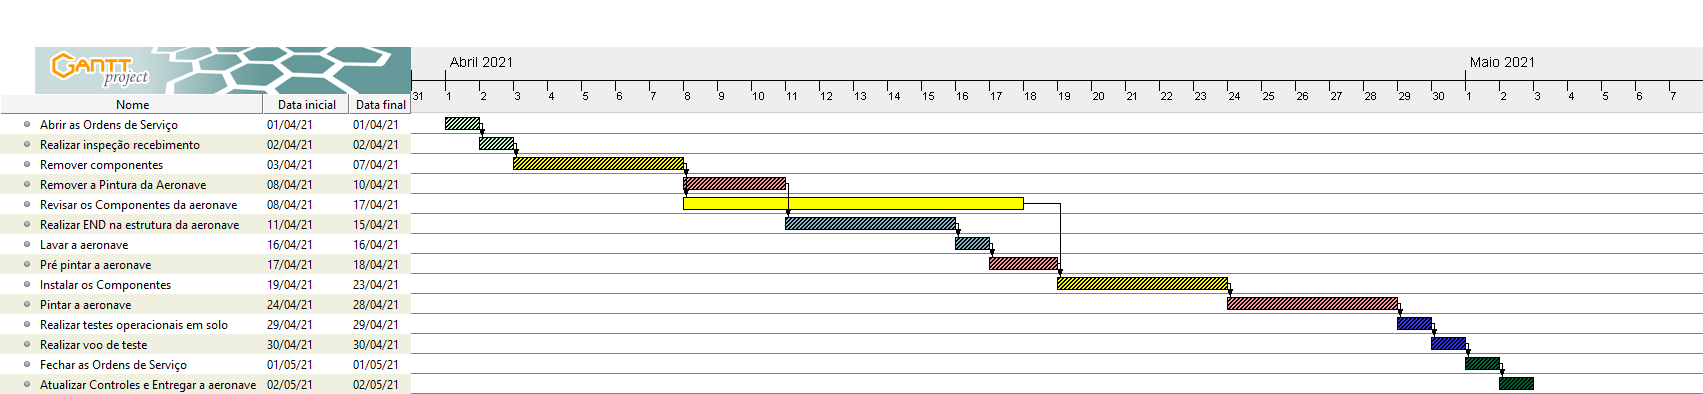 Abril 2021 Maio 2021
GANTT
project
31 1 2 3 4 5 6 7 8 9 10 11 12 13 14 15 16 17 18 19 20 21 22 23 24 25 26 27 28 29 30 1 2 3 4 5 6 7
Nome Data inicial Data final
Abrir as Ordens de Serviço 01/04/21 01/04/21
Realizar inspeção recebimento 02/04/21 02/04/21
Remover componentes 03/04/21 07/04/21
Remover a Pintura da Aeronave 08/04/21 10/04/21
Revisar os Componentes da aeronave 08/04/21 17/04/21
Realizar END na estrutura da aeronave 11/04/21 15/04/21
Lavar a aeronave 16/04/21 16/04/21
Pré pintar a aeronave 17/04/21 18/04/21
Instalar os Componentes 19/04/21 23/04/21
Pintar a aeronave 24/04/21 28/04/21
Realizar testes operacionais em solo 29/04/21 29/04/21
Realizar voo de teste 30/04/21 30/04/21
Fechar as Ordens de Serviço 01/05/21 01/05/21
Atualizar Controles e Entregar a aeronave 02/05/21 02/05/21